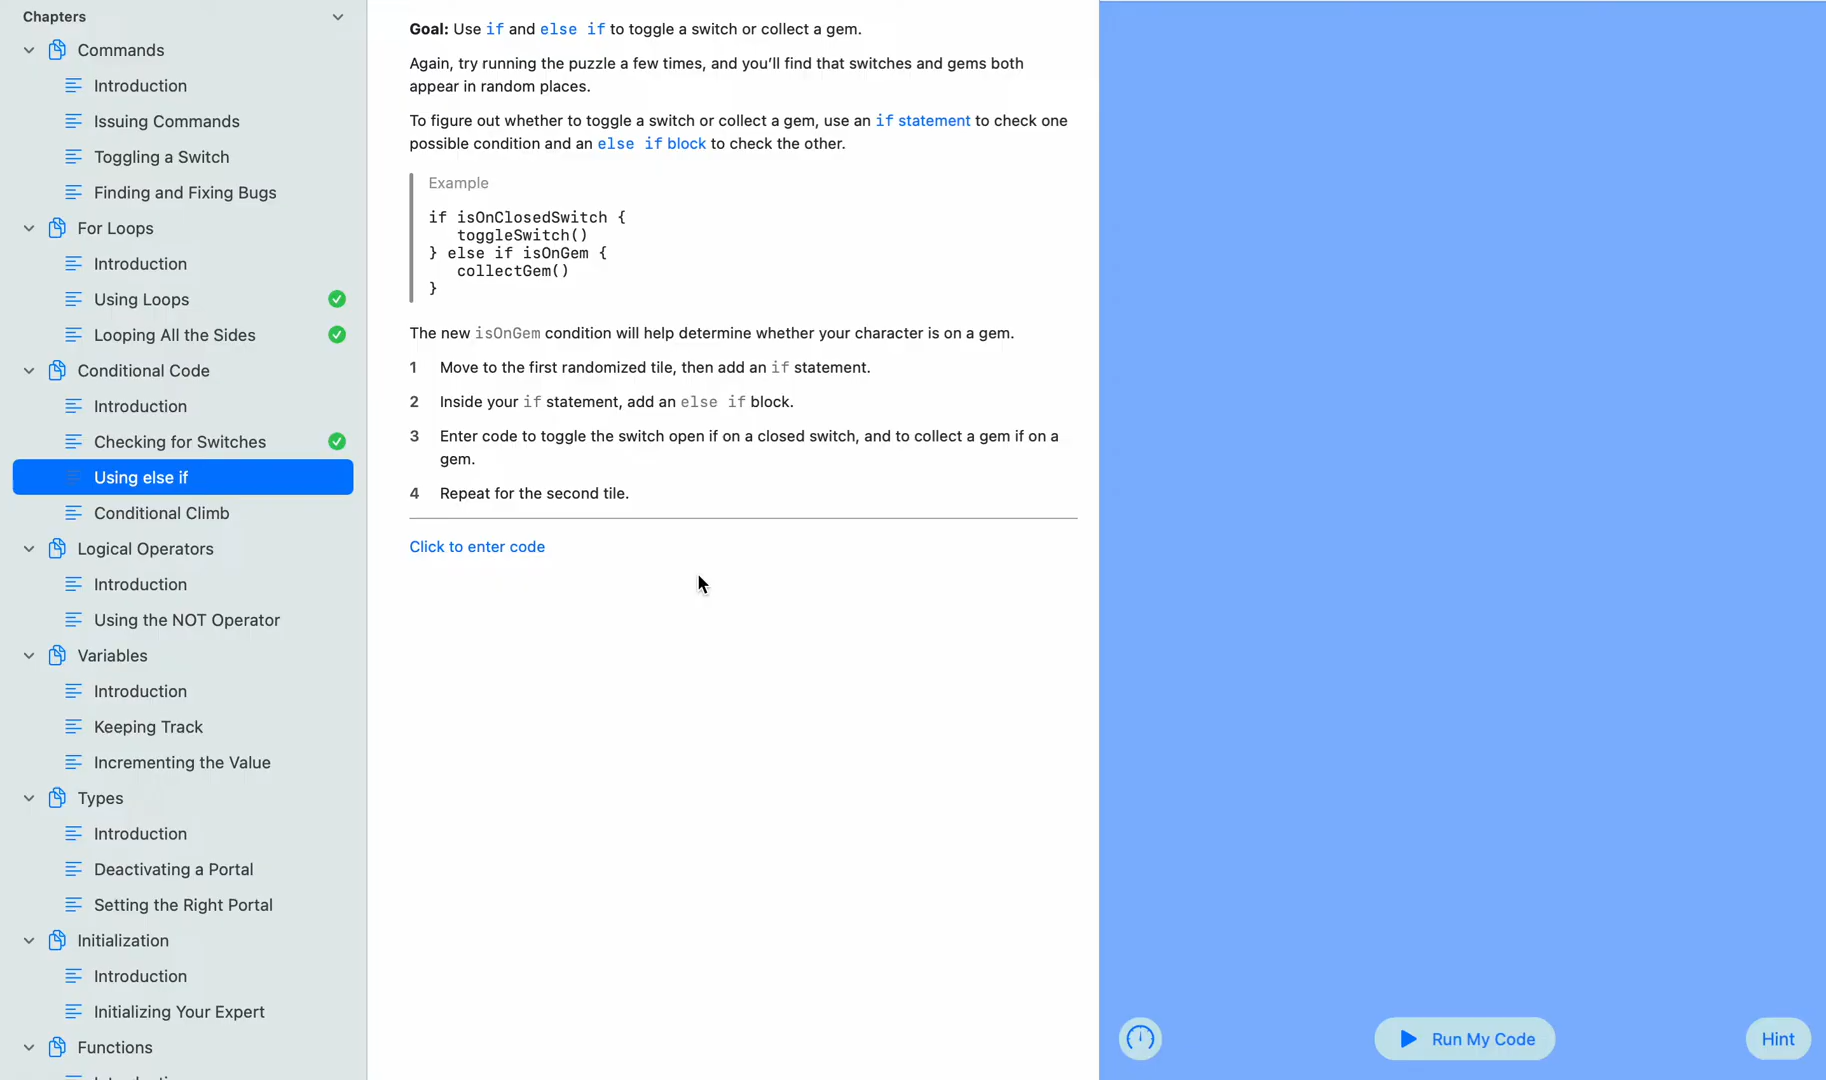 Chapters
Commands
Introduction
Issuing Commands
Toggling a Switch
Finding and Fixing Bugs
For Loops
Introduction
Using Loops
Looping All the Sides
Conditional Code
Introduction
Checking for Switches
Using else if
Conditional Climb
Logical Operators
Introduction
Using the NOT Operator
Variables
Introduction
Keeping Track
Incrementing the Value
Types
Introduction
Deactivating a Portal
Setting the Right Portal
Initialization
Introduction
Initializing Your Expert
Functions
Goal: Use if and else if to toggle a switch or collect a gem.
Again, try running the puzzle a few times, and you’ll find that switches and gems both
appear in random places.
To figure out whether to toggle a switch or collect a gem, use an if statement to check one
possible condition and an else if block to check the other.
Example
if isOnClosedSwitch {
toggleSwitch()
} else if isOnGem {
collectGem()
}
The new isOnGem condition will help determine whether your character is on a gem.
1 Move to the first randomized tile, then add an if statement.
2 Inside your if statement, add an else if block.
3 Enter code to toggle the switch open if on a closed switch, and to collect a gem if on a
gem.
4 Repeat for the second tile.
Click to enter code
Run My Code
Hint